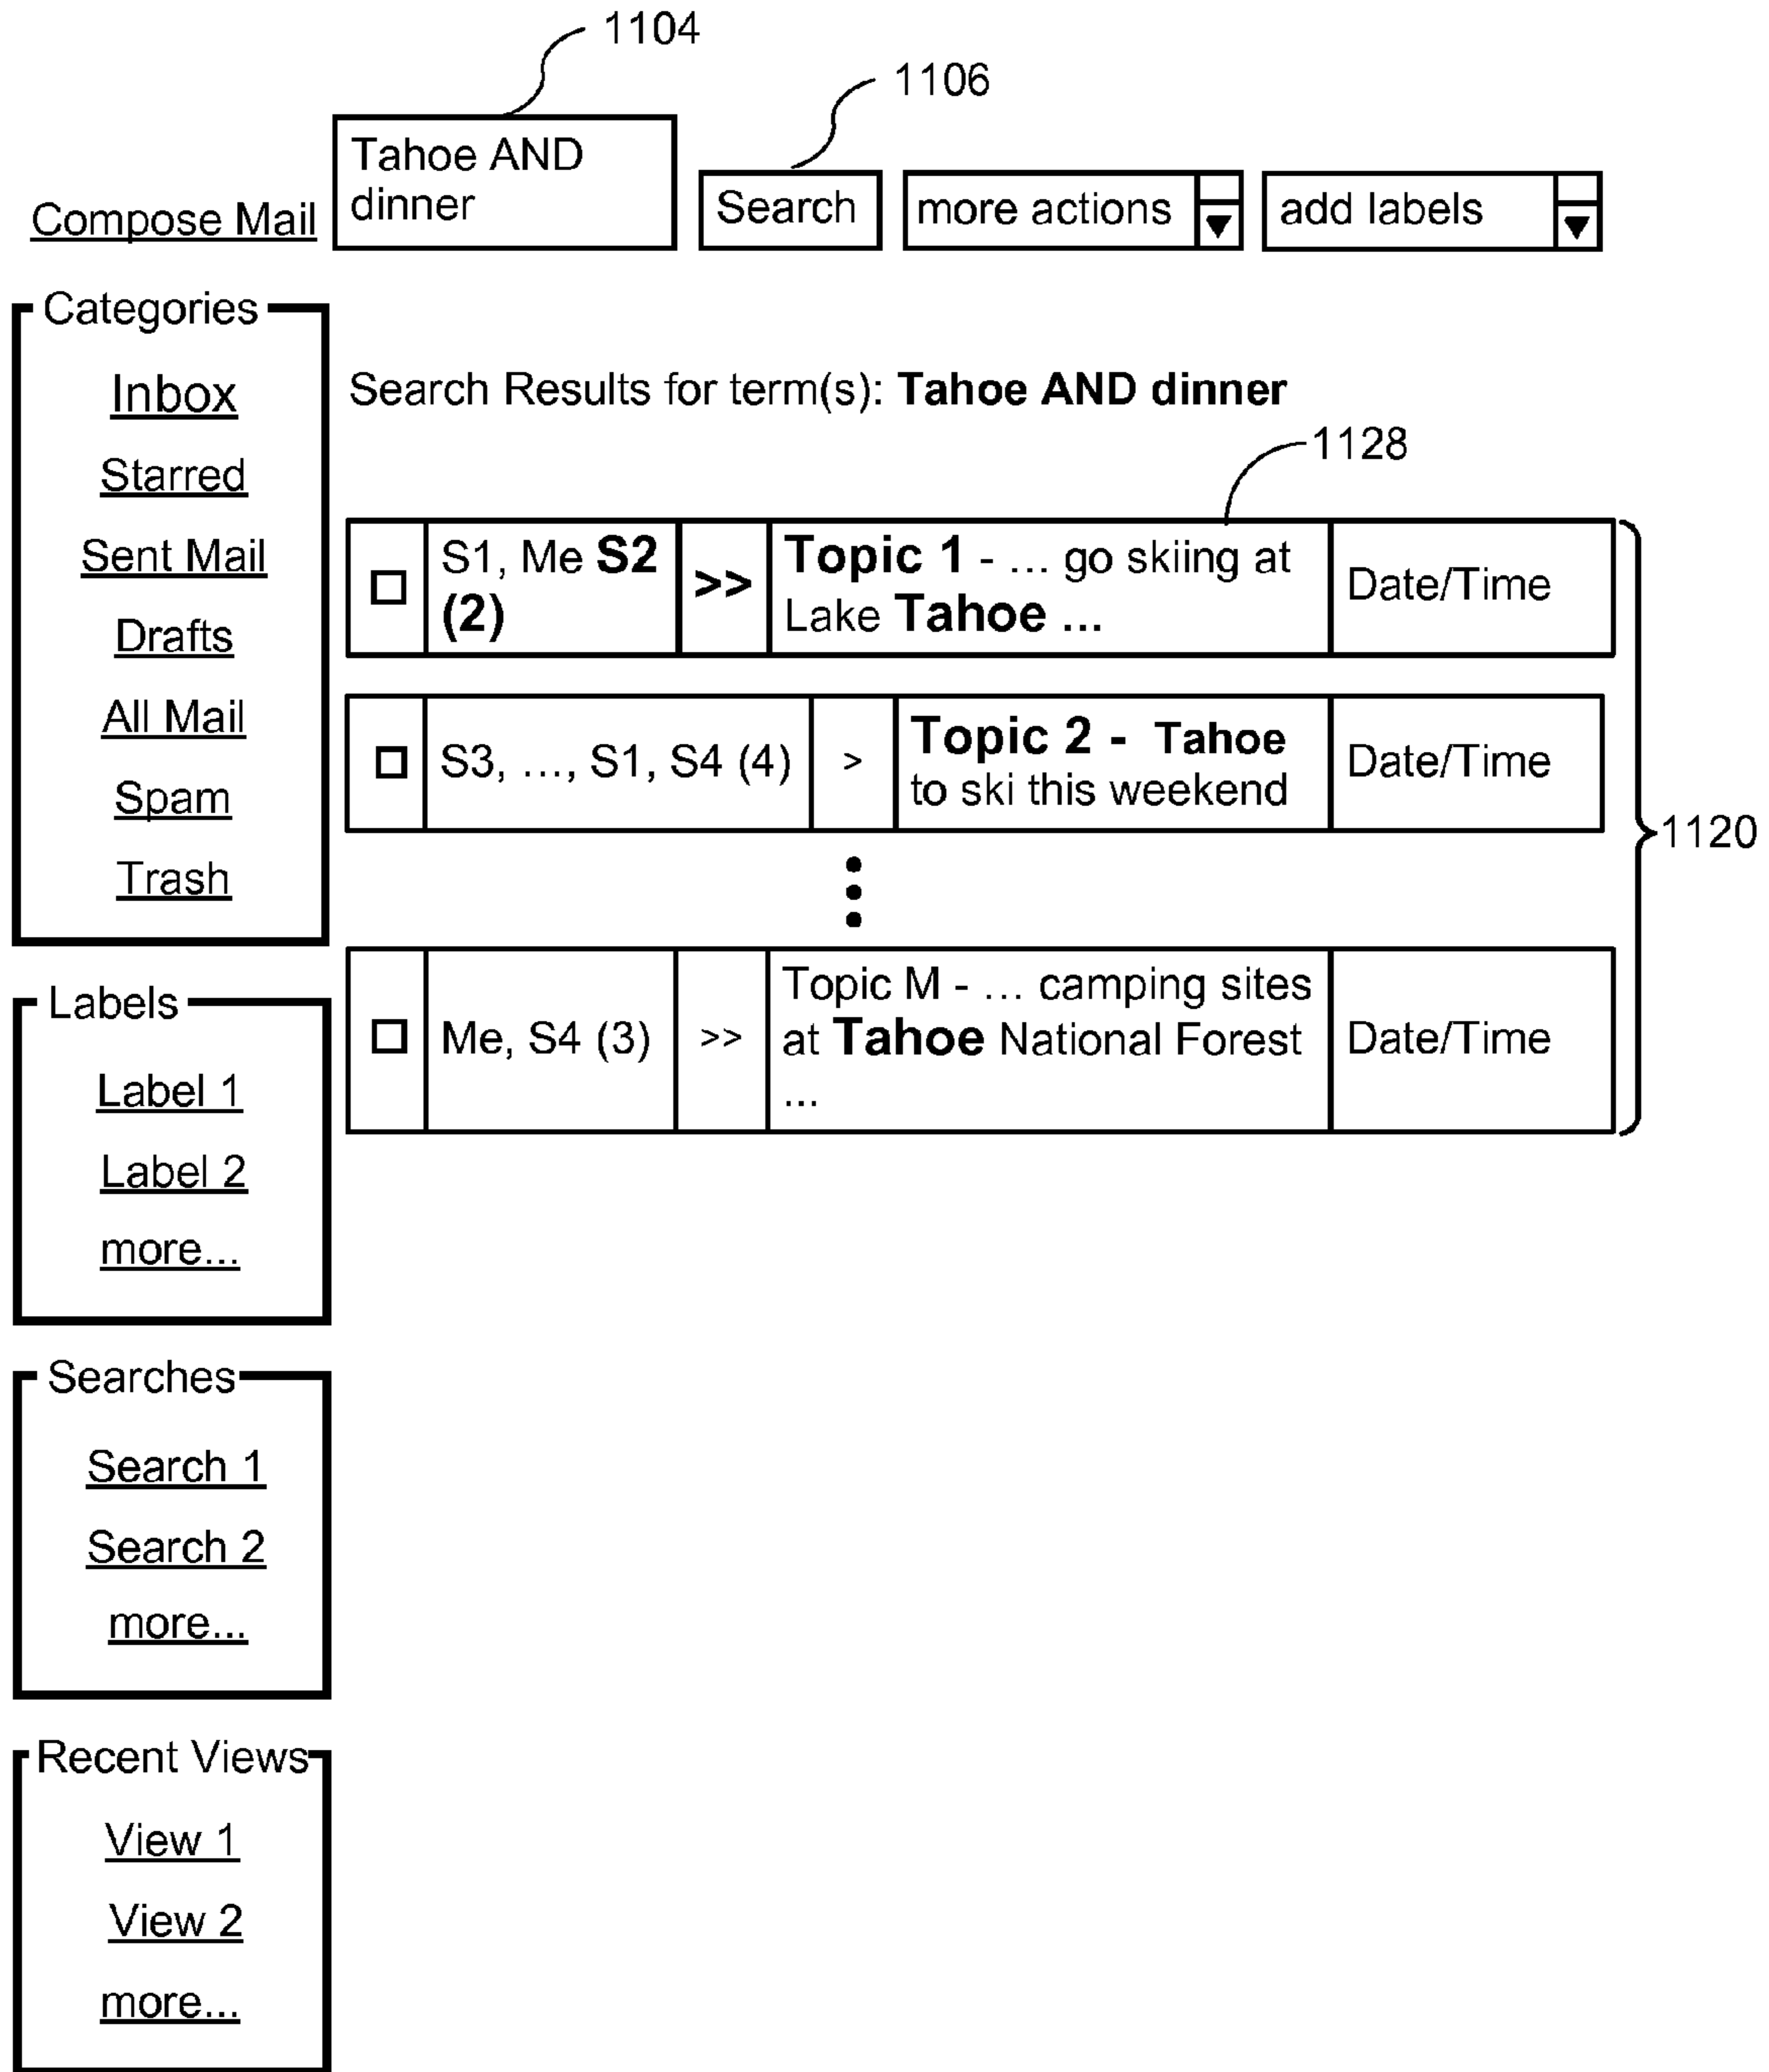 1104
1106
Compose Mail
Tahoe AND
dinner
Search
more actions
add labels
Categories
Inbox
Starred
Sent Mail
Drafts
All Mail
Spam
Trash
Labels
Label 1
Label 2
more...
Searches
Search 1
Search 2
more...
Recent Views
View 1
View 2
more...
Search Results for term(s): Tahoe AND dinner
1128
S1, Me S2
(2)
>>
Topic 1 - ... go skiing at
Lake Tahoe ...
Date/Time
S3, ..., S1, S4 (4)
>
Topic 2 - Tahoe
to ski this weekend
Date/Time
Me, S4 (3)
>>
Topic M - ... camping sites
at Tahoe National Forest
...
Date/Time
1120